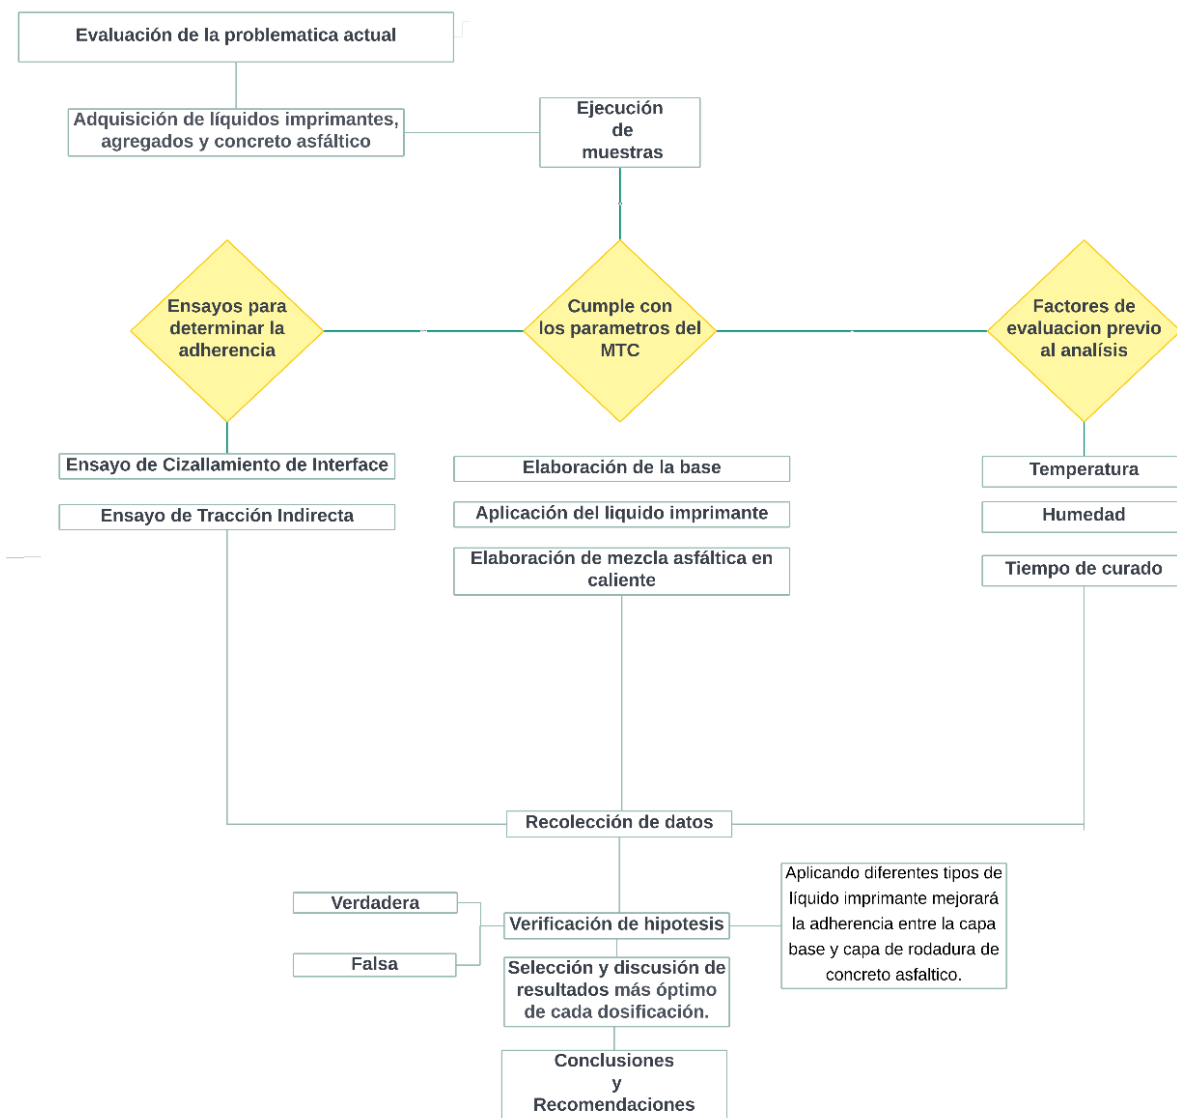 Evaluación de la problematica actual
Adquisición de líquidos imprimantes,
agregados y concreto asfáltico
Ejecución
de
muestras
Ensayos para
determinar la
adherencia
Cumple con
los parametros del
MTC
Factores de
evaluacion previo
al analísis
Ensayo de Cizallamiento de Interface
Ensayo de Tracción Indirecta
Elaboración de la base
Aplicación del liquido imprimante
Elaboración de mezcla asfáltica en
caliente
Temperatura
Humedad
Tiempo de curado
Recolección de datos
Verdadera
Falsa
Verificación de hipotesis
Aplicando diferentes tipos de
líquido imprimante mejorará
la adherencia entre la capa
base y capa de rodadura de
concreto asfaltico.
Selección y discusión de
resultados más óptimo
de cada dosificación.
Conclusiones
y
Recomendaciones